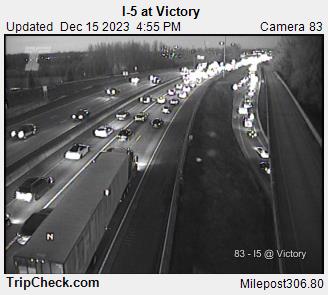 I-5 at Victory
Updated  Dec 15 2023  4:55 PM
Camera 83
N
83 - I5 @ Victory
TripCheck.com
Milepost306.80